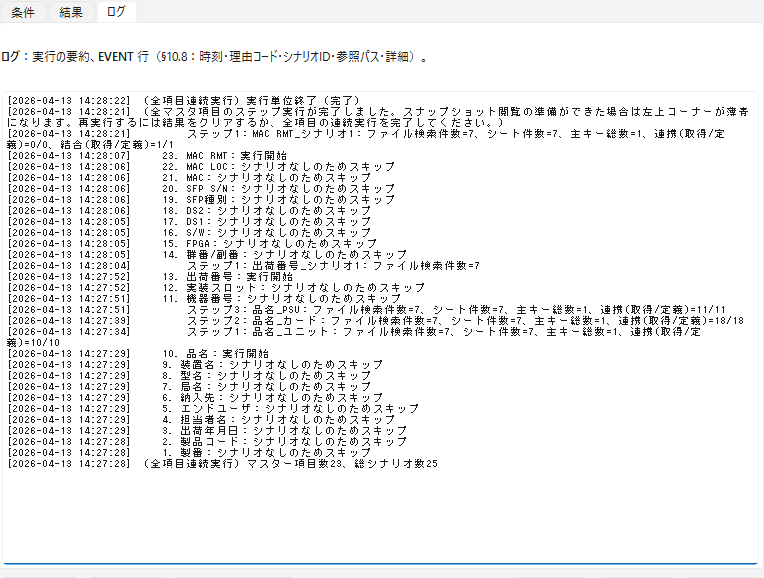 条件 結果 ログ
ログ：実行の要約、EVENT 行（§10.8：時刻・理由コード・シナリオID・参照パス・詳細）。
[2026-04-13 14:28:22] （全項目連続実行）実行単位終了（完了）
[2026-04-13 14:28:21] （全マスタ項目のステップ実行が完了しました。スナップショット閲覧の準備ができた場合は左上コーナーが薄青
になります。再実行するには結果をクリアするか、全項目の連続実行を完了してください。）
[2026-04-13 14:28:21] ステップ1：MAC RMT_シナリオ1：ファイル検索件数=7、シート件数=7、主キー総数=1、連携(取得/定
義)=0/0、結合(取得/定義)=1/1
[2026-04-13 14:28:07] 23. MAC RMT：実行開始
[2026-04-13 14:28:06] 22. MAC LOC：シナリオなしのためスキップ
[2026-04-13 14:28:06] 21. MAC：シナリオなしのためスキップ
[2026-04-13 14:28:06] 20. SFP S/N：シナリオなしのためスキップ
[2026-04-13 14:28:06] 19. SFP種別：シナリオなしのためスキップ
[2026-04-13 14:28:06] 18. DS2：シナリオなしのためスキップ
[2026-04-13 14:28:05] 17. DS1：シナリオなしのためスキップ
[2026-04-13 14:28:05] 16. S/W：シナリオなしのためスキップ
[2026-04-13 14:28:05] 15. FPGA：シナリオなしのためスキップ
[2026-04-13 14:28:05] 14. 群番/副番：シナリオなしのためスキップ
[2026-04-13 14:28:04] ステップ1：出荷番号_シナリオ1：ファイル検索件数=7
[2026-04-13 14:27:52] 13. 出荷番号：実行開始
[2026-04-13 14:27:52] 12. 実装スロット：シナリオなしのためスキップ
[2026-04-13 14:27:51] 11. 機器番号：シナリオなしのためスキップ
[2026-04-13 14:27:51] ステップ3：品名_PSU：ファイル検索件数=7、シート件数=7、主キー総数=1、連携(取得/定義)=11/11
[2026-04-13 14:27:39] ステップ2：品名_カード：ファイル検索件数=7、シート件数=7、主キー総数=1、連携(取得/定義)=18/18
[2026-04-13 14:27:34] ステップ1：品名_ユニット：ファイル検索件数=7、シート件数=7、主キー総数=1、連携(取得/定
義)=10/10
[2026-04-13 14:27:29] 10. 品名：実行開始
[2026-04-13 14:27:29] 9. 装置名：シナリオなしのためスキップ
[2026-04-13 14:27:29] 8. 型名：シナリオなしのためスキップ
[2026-04-13 14:27:29] 7. 局名：シナリオなしのためスキップ
[2026-04-13 14:27:29] 6. 納入先：シナリオなしのためスキップ
[2026-04-13 14:27:29] 5. エンドユーザ：シナリオなしのためスキップ
[2026-04-13 14:27:29] 4. 担当者名：シナリオなしのためスキップ
[2026-04-13 14:27:29] 3. 出荷年月日：シナリオなしのためスキップ
[2026-04-13 14:27:28] 2. 製品コード：シナリオなしのためスキップ
[2026-04-13 14:27:28] 1. 製番：シナリオなしのためスキップ
[2026-04-13 14:27:28] （全項目連続実行）マスター項目数23、総シナリオ数25